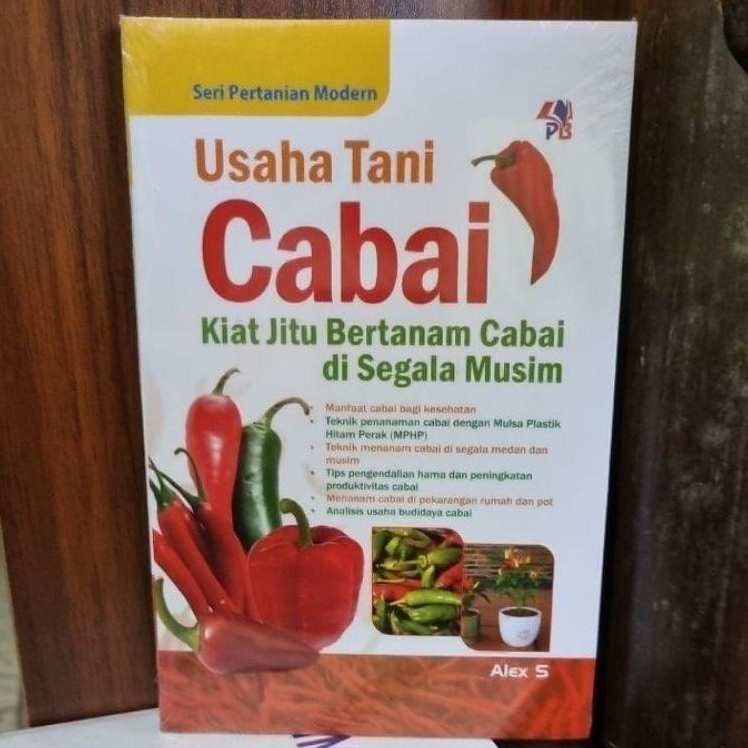 Seri Pertanian Modern
PB
Usaha Tani
Cabai
Kiat Jitu Bertanam Cabai
di Segala Musim
• Manfaat cabai bagi kesehatan
• Teknik penanaman cabai dengan Mulsa Plastik
Hitam Perak (MPHP)
• Teknik menanam cabai di segala medan dan
musim
• Tips pengendalian hama dan peningkatan
produktivitas cabai
• Menanam cabai di pekarangan rumah dan pot
• Analisis usaha budidaya cabai
Alex S